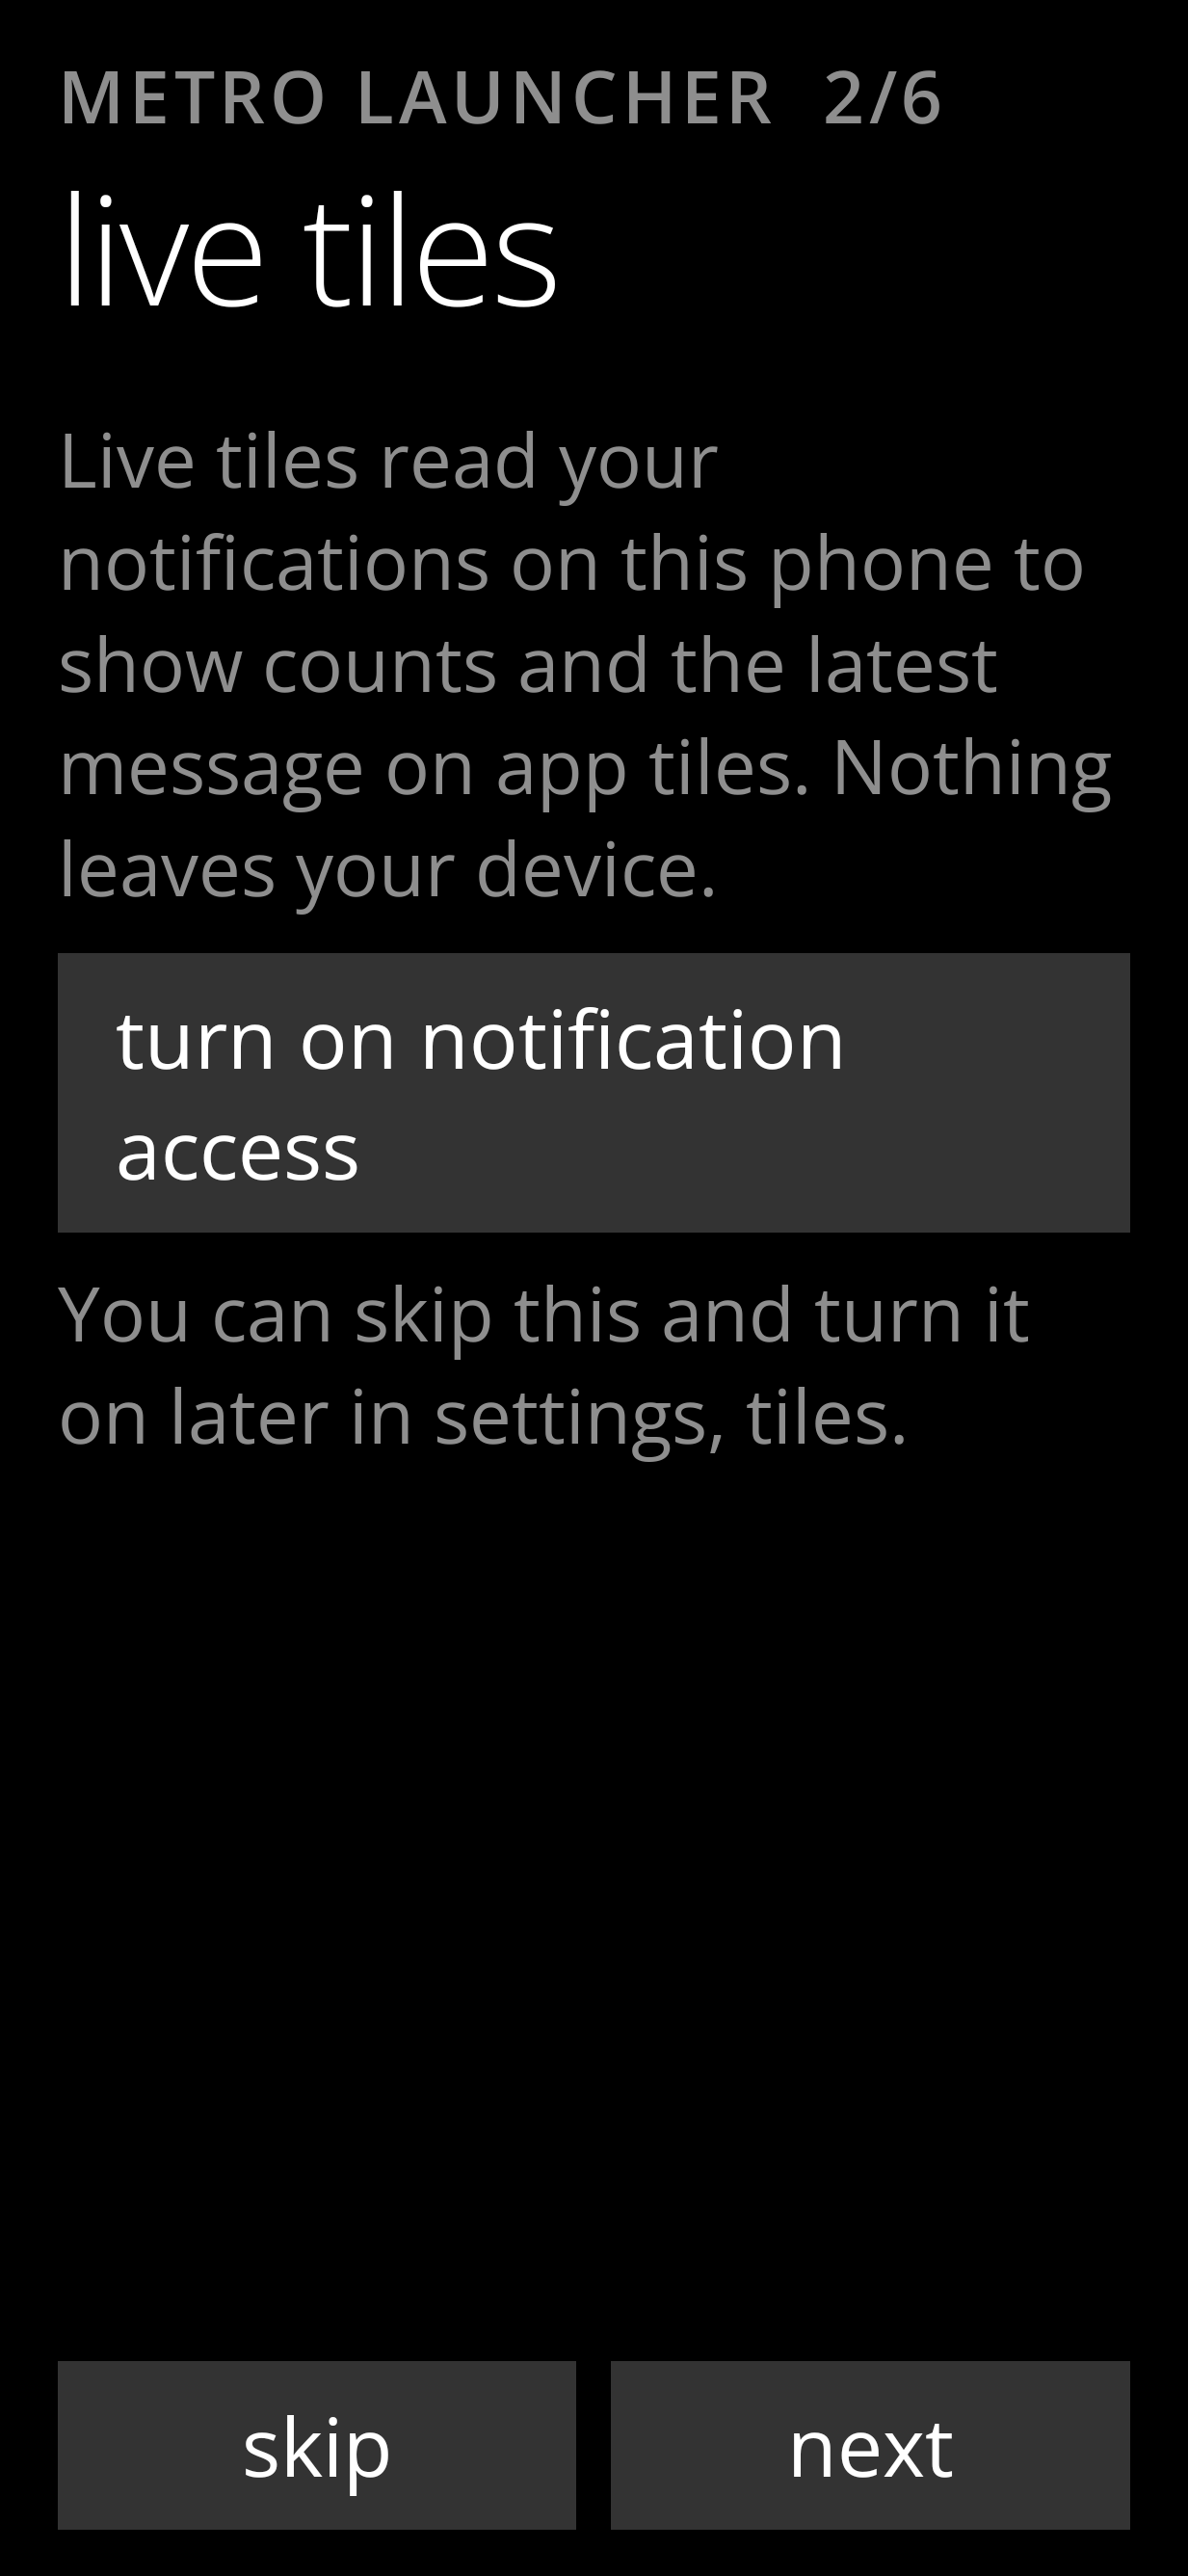 METRO LAUNCHER 2/6
live tiles
Live tiles read your
notifications on this phone to
show counts and the latest
message on app tiles. Nothing
leaves your device.
turn on notification
access
You can skip this and turn it
on later in settings, tiles.
skip
next